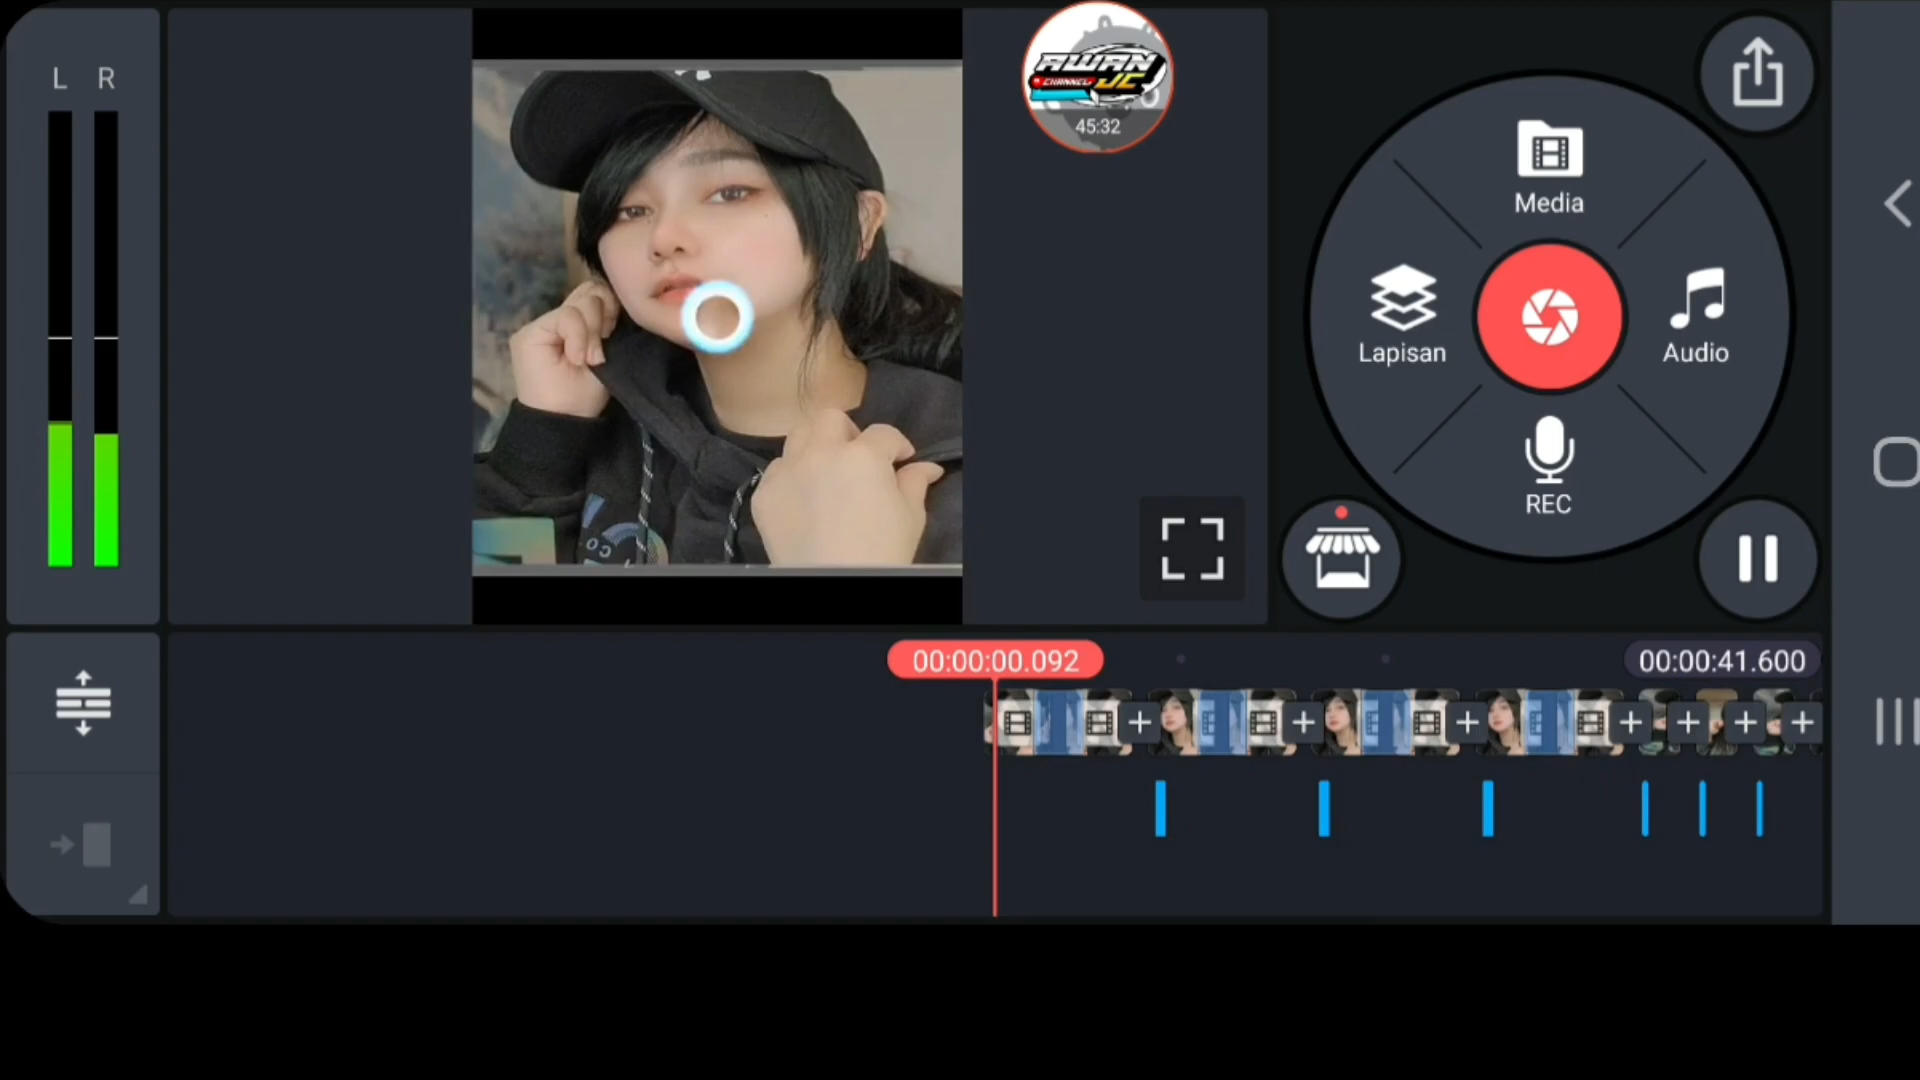 L R
AWAN
CHANNEL JC
45:32
Media
Lapisan
Audio
REC
00:00:00.092
00:00:41.600